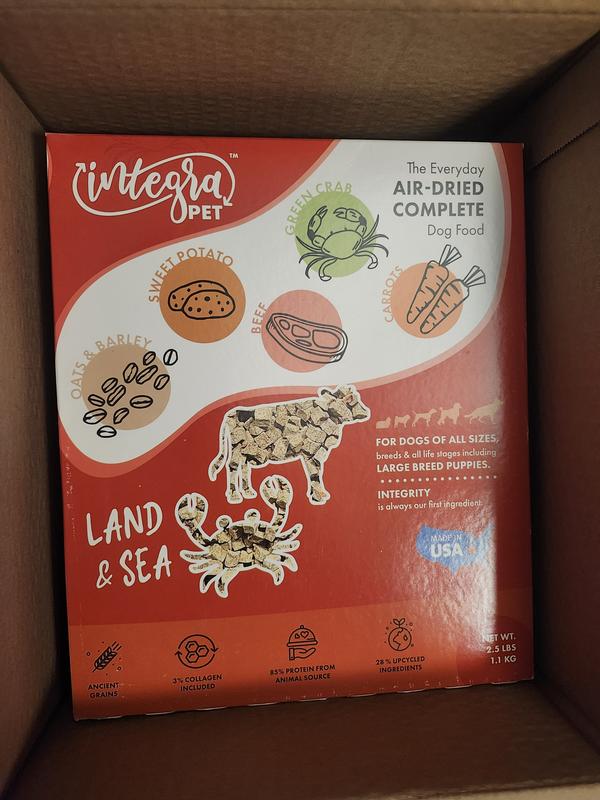 integra™
PET
The Everyday
AIR-DRIED
COMPLETE
Dog Food
GREEN CRAB
SWEET POTATO
BEEF
CARROTS
OATS & BARLEY
FOR DOGS OF ALL SIZES,
breeds & all life stages including
LARGE BREED PUPPIES.
INTEGRITY
is always our first ingredient.
LAND
& SEA
MADE IN
USA
ANCIENT
GRAINS
3% COLLAGEN
INCLUDED
85% PROTEIN FROM
ANIMAL SOURCE
28% UPCYCLED
INGREDIENTS
NET WT.
2.5 LBS
1.1 KG